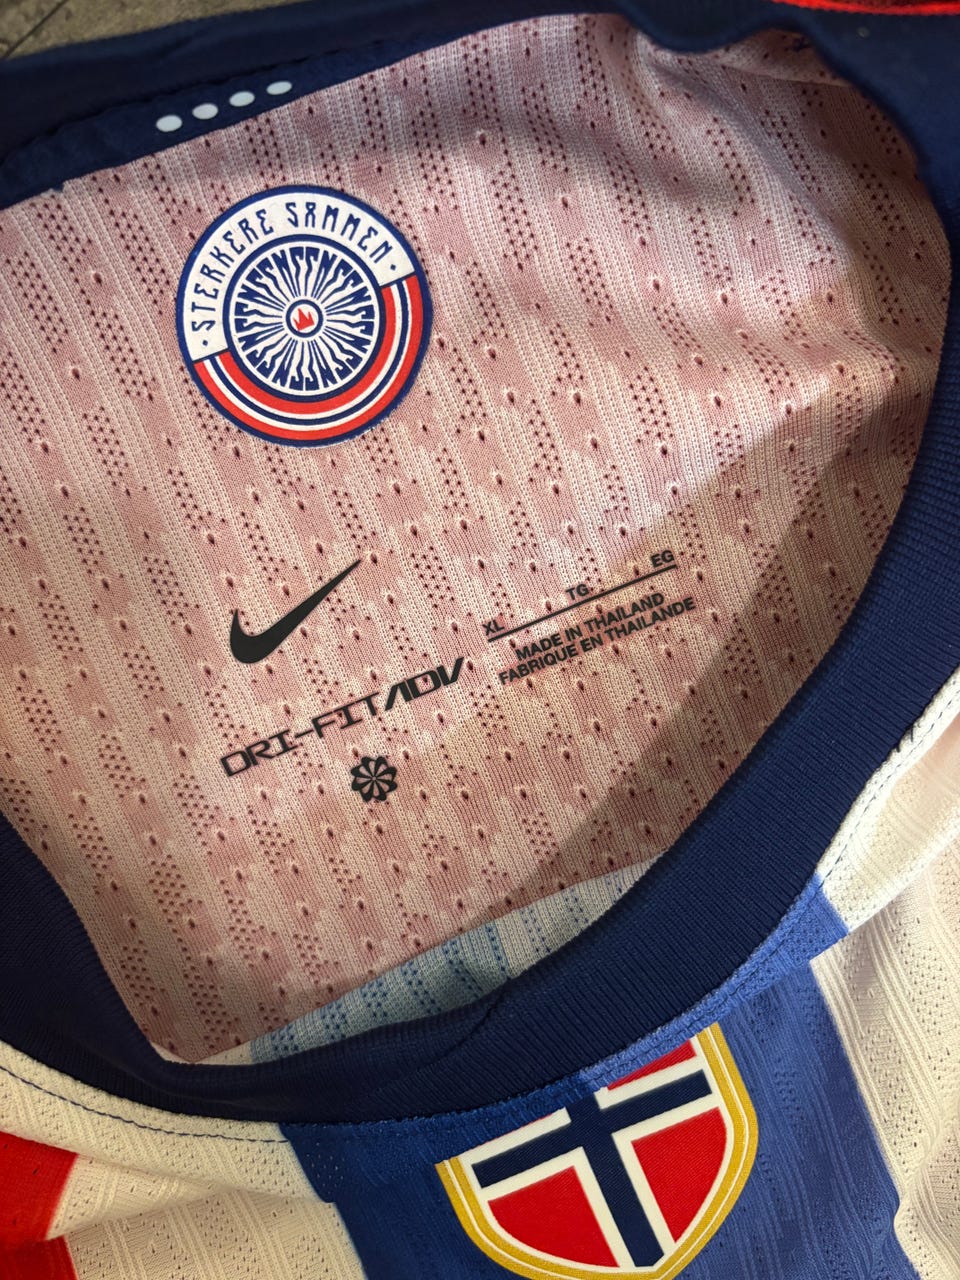 STERKERE SAMMEN
XL TG EG
MADE IN THAILAND
FABRIQUE EN THAILANDE
DRI-FIT ADV